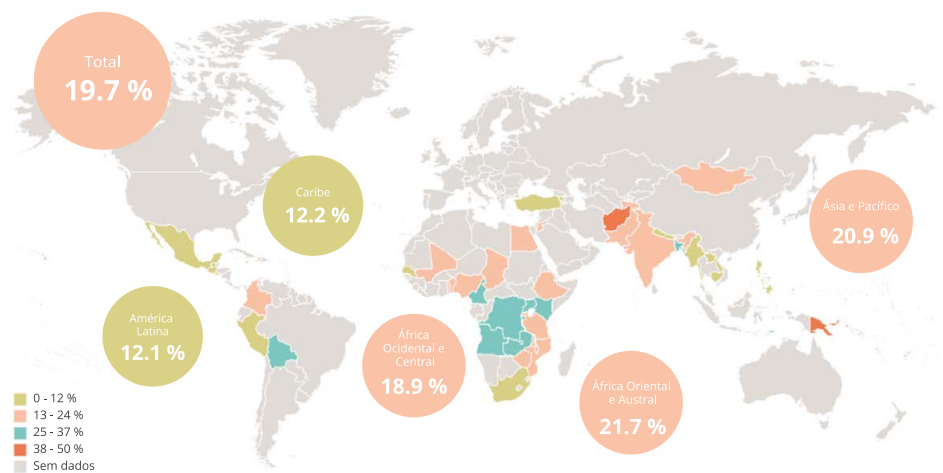 Total
19.7 %
Caribe
12.2 %
Ásia e Pacífico
20.9 %
América
Latina
12.1 %
África
Ocidental e
Central
18.9 %
África Oriental
e Austral
21.7 %
0 - 12 %
13 - 24 %
25 - 37 %
38 - 50 %
Sem dados